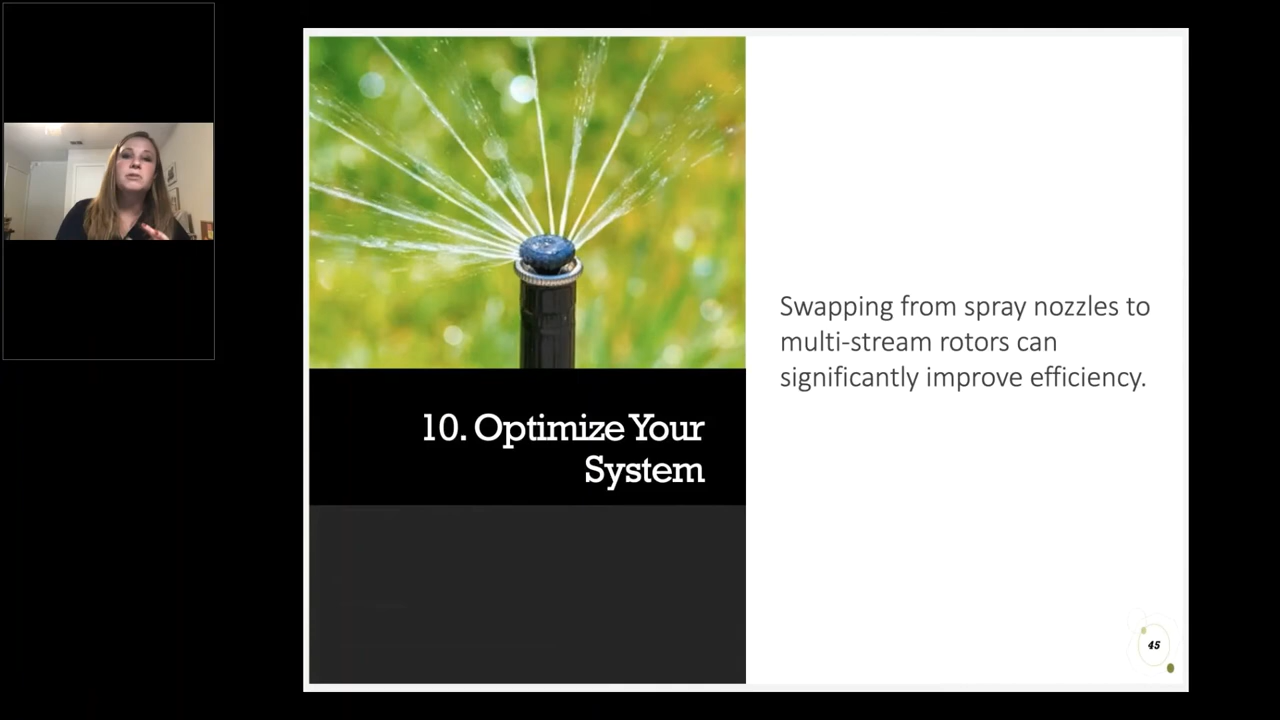 10. Optimize Your
System
Swapping from spray nozzles to
multi-stream rotors can
significantly improve efficiency.
45